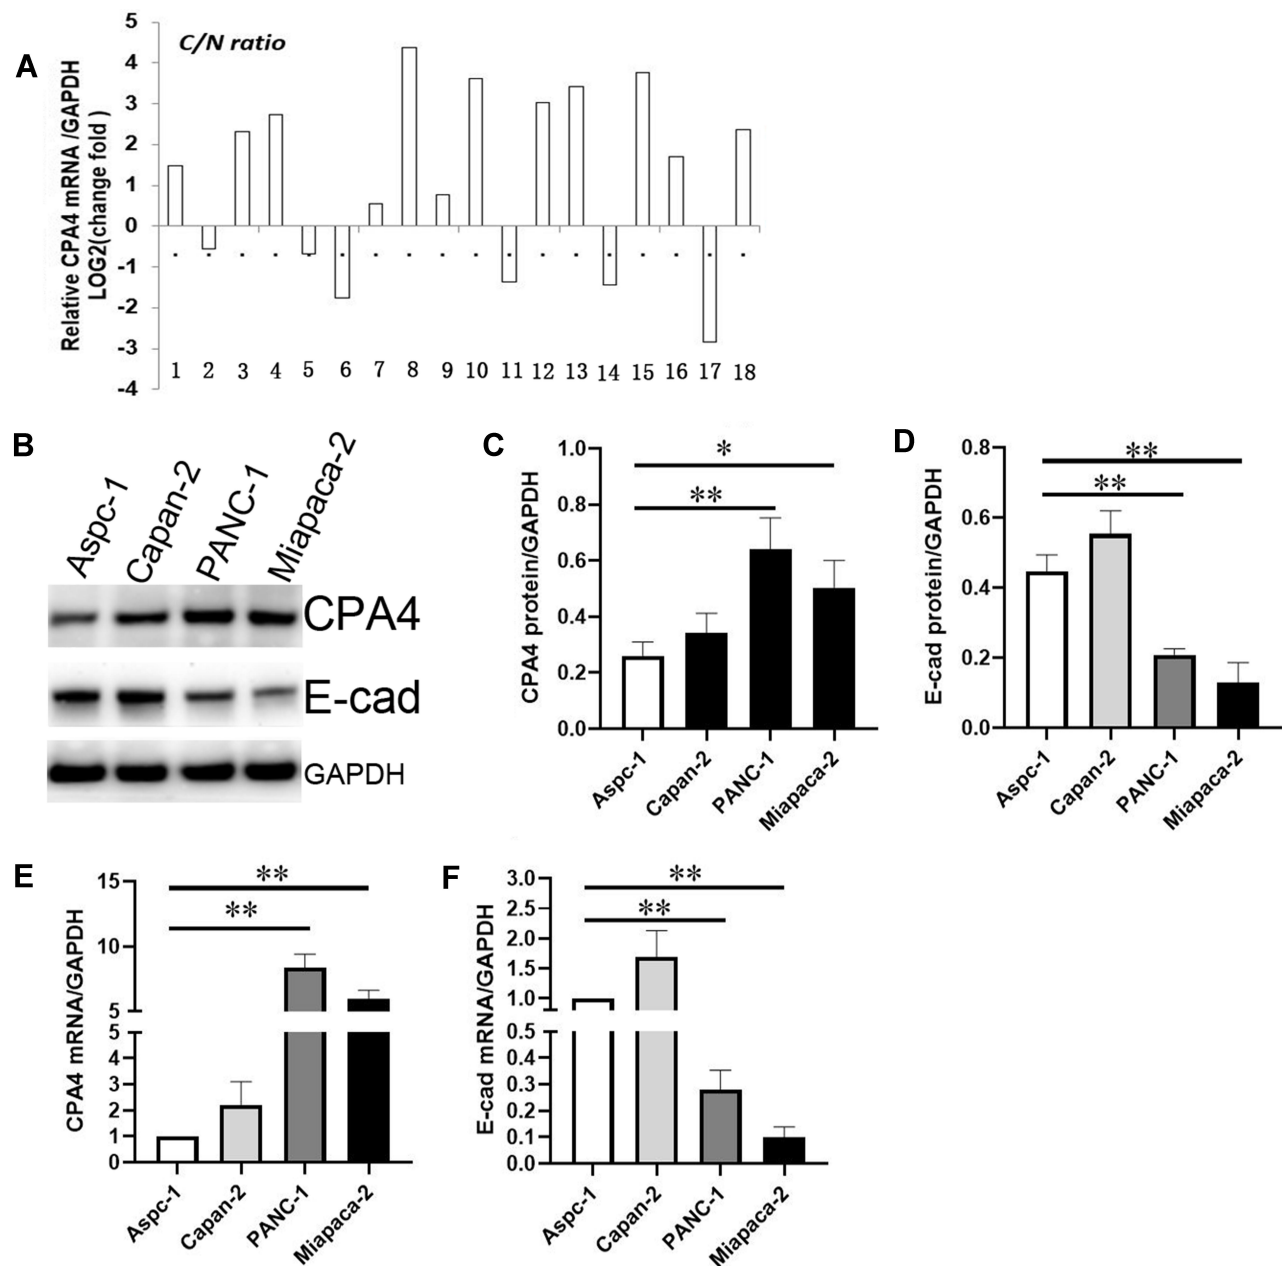 A
C/N ratio
Relative CPA4 mRNA /GAPDH
LOG2(change fold )
5
4
3
2
1
0
-1
-2
-3
-4
1 2 3 4 5 6 7 8 9 10 11 12 13 14 15 16 17 18
B
Aspc-1 Capan-2 PANC-1 Miapaca-2
CPA4
E-cad
GAPDH
C
CPA4 protein/GAPDH
1.0
0.8
0.6
0.4
0.2
0.0
*
**
Aspc-1 Capan-2 PANC-1 Miapaca-2
D
E-cad protein/GAPDH
0.8
0.6
0.4
0.2
0.0
**
**
Aspc-1 Capan-2 PANC-1 Miapaca-2
E
CPA4 mRNA/GAPDH
15
10
5
5
4
3
2
1
0
**
**
Aspc-1 Capan-2 PANC-1 Miapaca-2
F
E-cad mRNA/GAPDH
3.0
2.5
2.0
1.5
1.0
0.5
0.4
0.3
0.2
0.1
0.0
**
**
Aspc-1 Capan-2 PANC-1 Miapaca-2